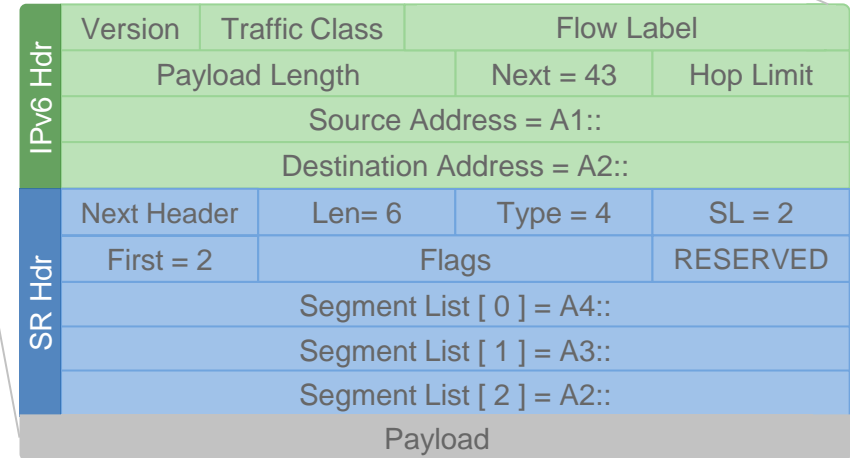 IPv6 Hdr
Version Traffic Class Flow Label
Payload Length Next = 43 Hop Limit
Source Address = A1::
Destination Address = A2::
SR Hdr
Next Header Len= 6 Type = 4 SL = 2
First = 2 Flags RESERVED
Segment List [ 0 ] = A4::
Segment List [ 1 ] = A3::
Segment List [ 2 ] = A2::
Payload